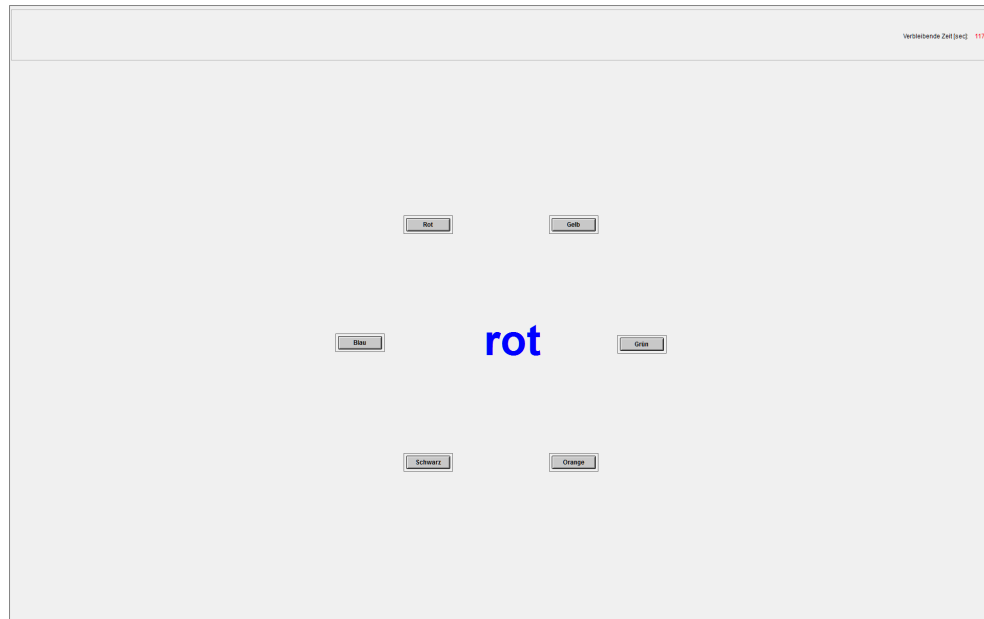 Verbleibende Zeit [sec]: 117
Rot Gelb
Blau rot Grün
Schwarz Orange